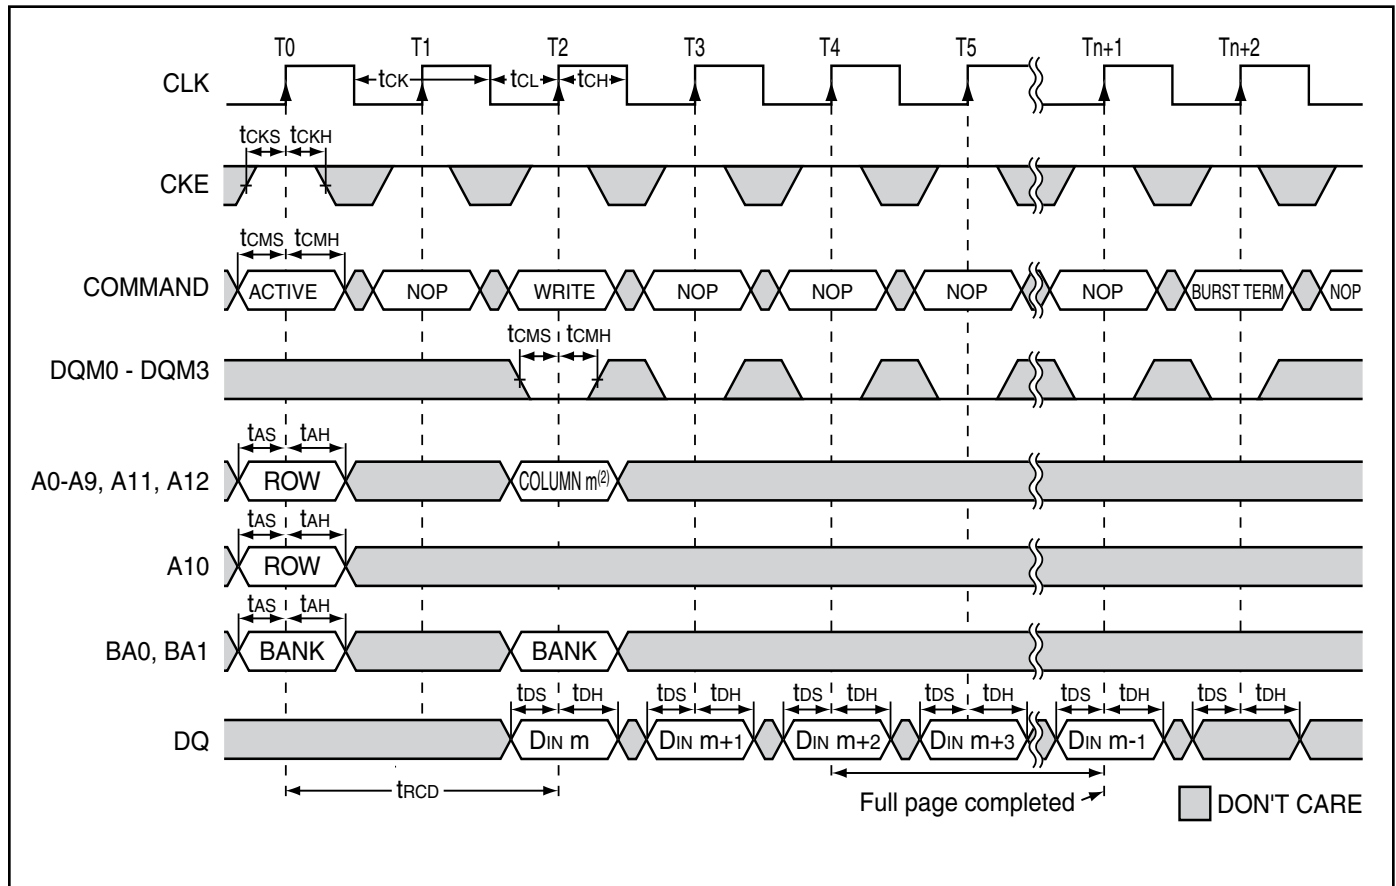 T0 T1 T2 T3 T4 T5 Tn+1 Tn+2
CLK
tCK tCL tCH
tCKS tCKH
CKE
tCMS tCMH
COMMAND ACTIVE NOP WRITE NOP NOP NOP NOP BURST TERM NOP
tCMS tCMH
DQM0 - DQM3
tAS tAH
A0-A9, A11, A12 ROW COLUMN m(2)
tAS tAH
A10 ROW
tAS tAH
BA0, BA1 BANK BANK
tDS tDH tDS tDH tDS tDH tDS tDH tDS tDH tDS tDH
DQ DIN m DIN m+1 DIN m+2 DIN m+3 DIN m-1
tRCD
Full page completed
DON'T CARE